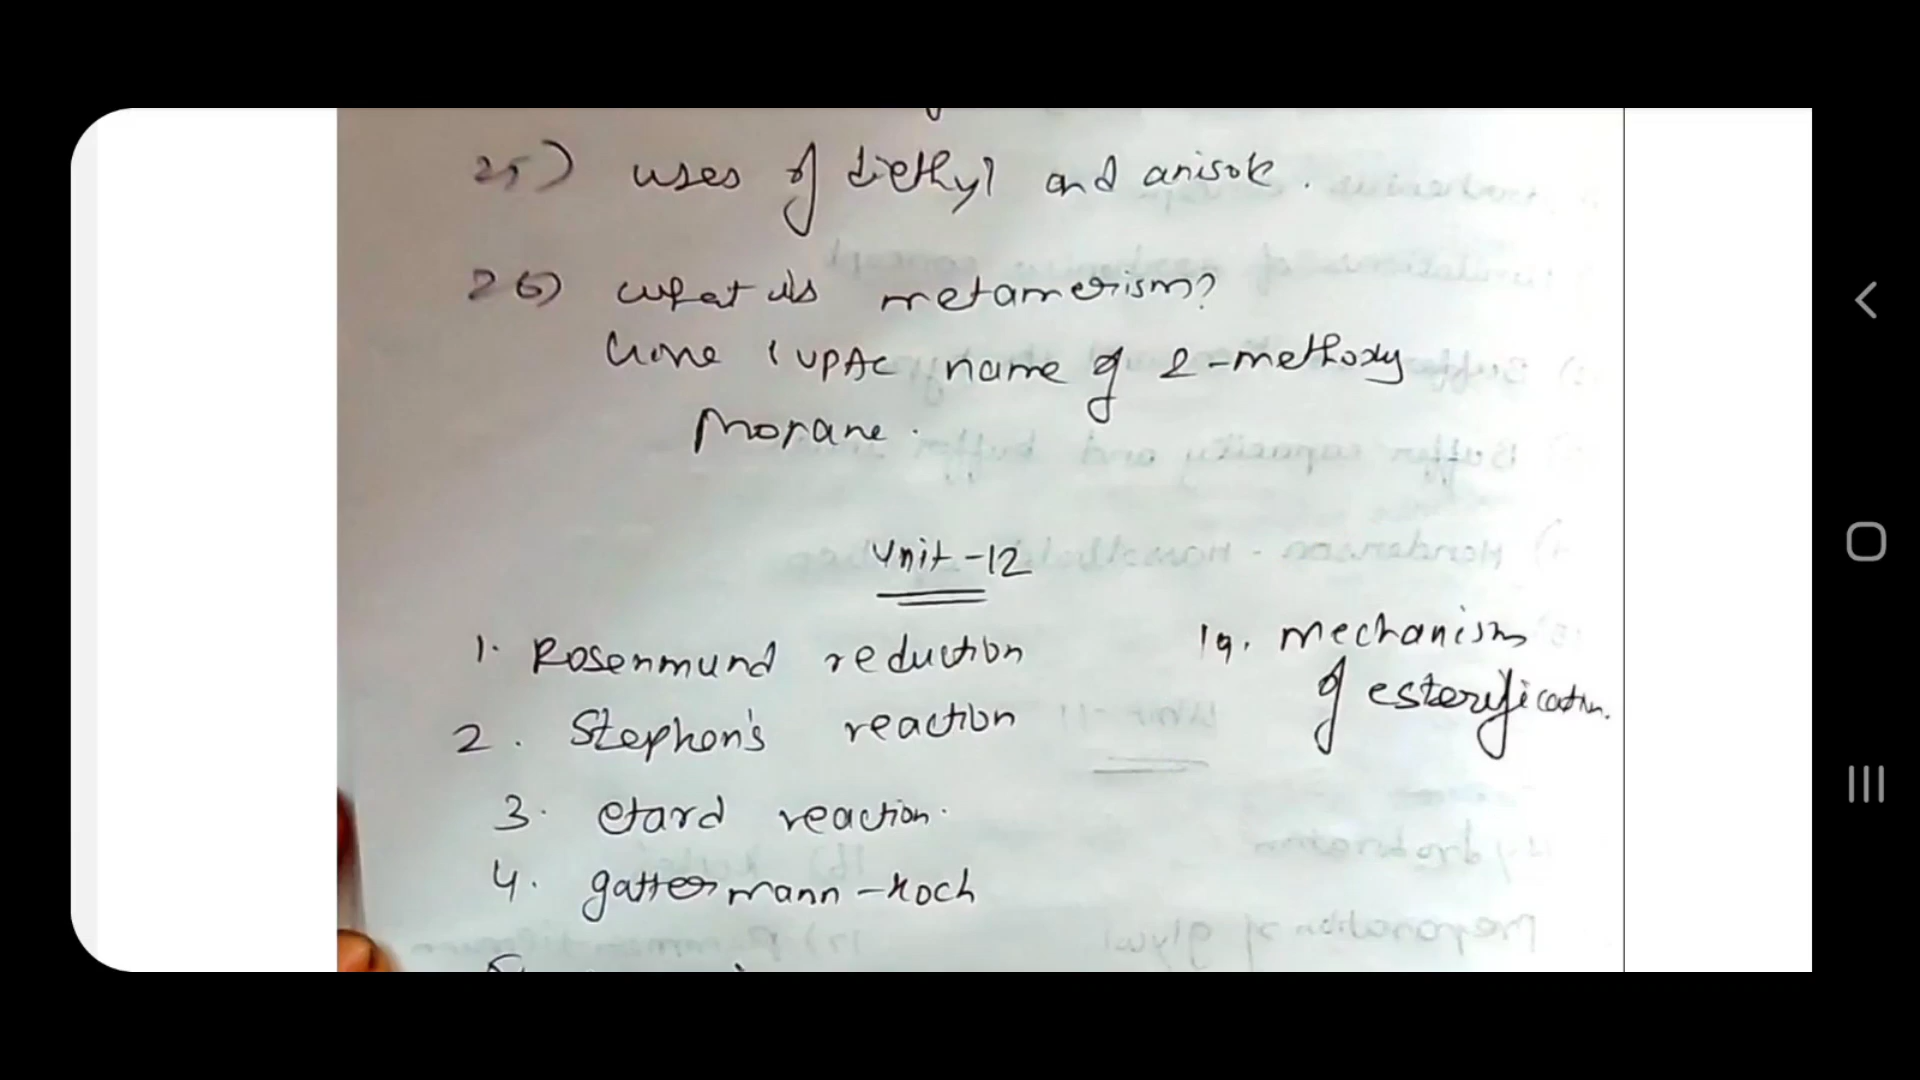 25) uses of diethyl and anisole.
26) what is metamerism?
Give IUPAC name of 2-methoxy
propane.
Unit-12
1. Rosenmund reduction
2. Stephen's reaction
3. etard reaction.
4. gattermann-koch
19. mechanism
of esterification.